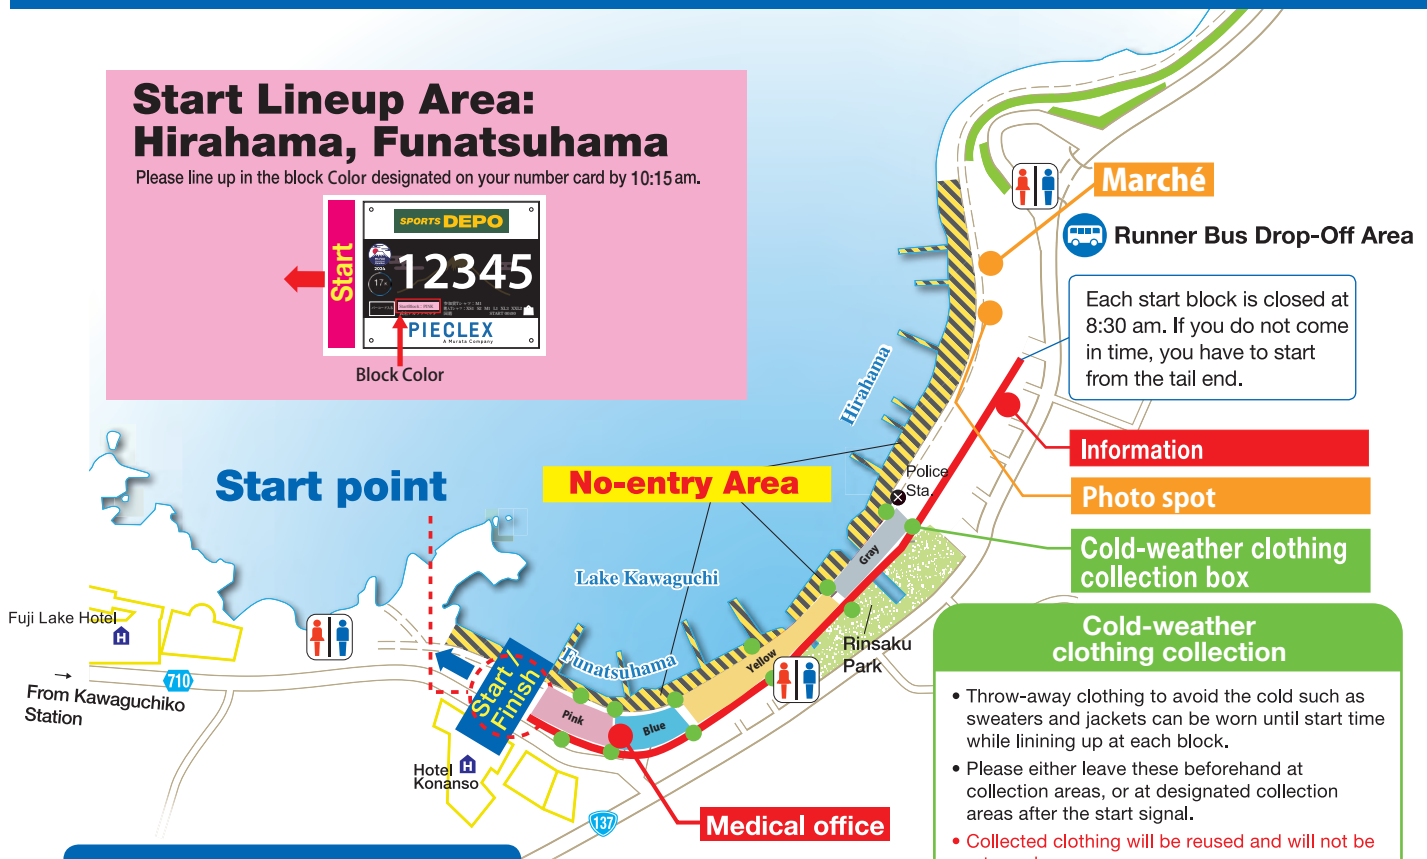 Start Lineup Area:
Hirahama, Funatsuhama
Please line up in the block Color designated on your number card by 10:15 am.
Start
SPORTS DEPO
12345
17
PIECLEX
A Murata Company
Block Color
Marché
Runner Bus Drop-Off Area
Each start block is closed at
8:30 am. If you do not come
in time, you have to start
from the tail end.
Information
Photo spot
Cold-weather clothing
collection box
Hirahama
Police
Sta.
No-entry Area
Start point
Gray
Lake Kawaguchi
Fuji Lake Hotel
H
Rinsaku
Park
Funatsuhama
Yellow
710
From Kawaguchiko
Station
Start /
Finish
Pink
Blue
Hotel
Konanso
H
137
Medical office
Cold-weather
clothing collection
• Throw-away clothing to avoid the cold such as
sweaters and jackets can be worn until start time
while linining up at each block.
• Please either leave these beforehand at
collection areas, or at designated collection
areas after the start signal.
• Collected clothing will be reused and will not be